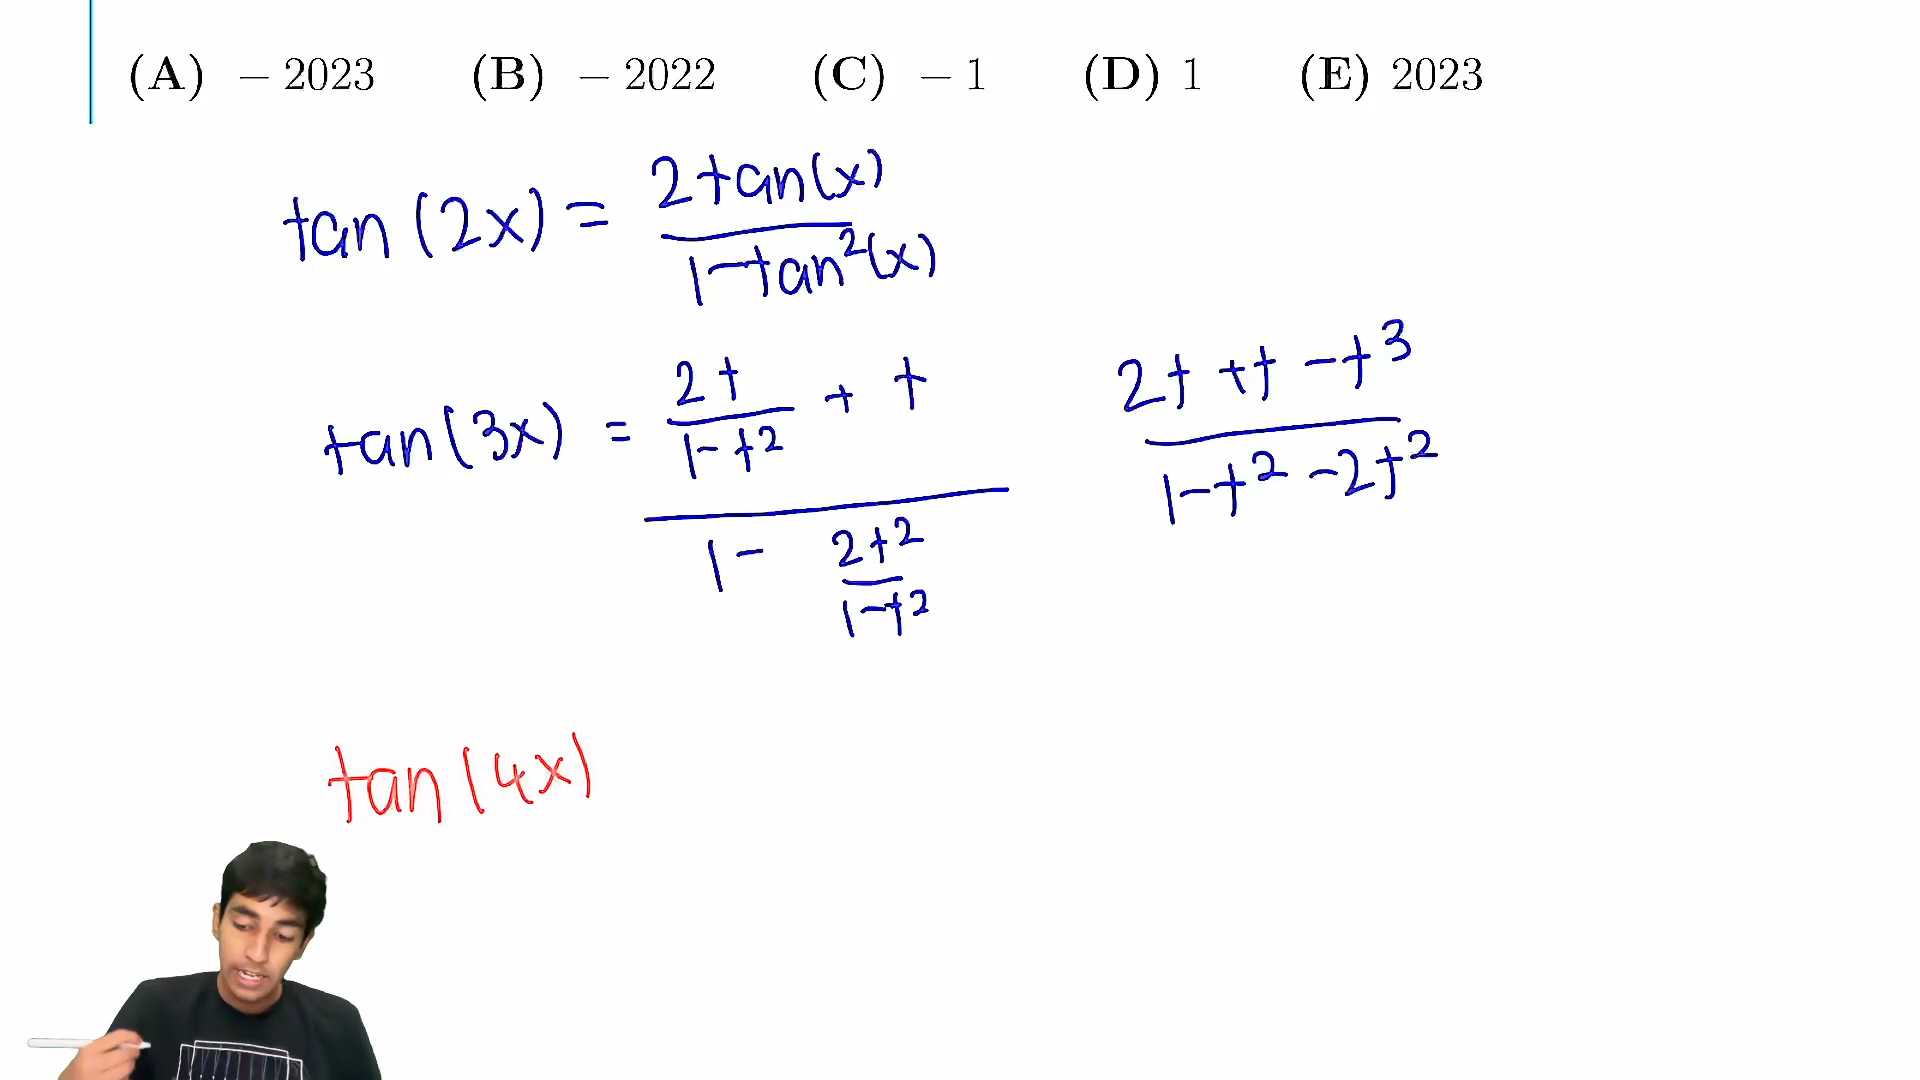 (A) − 2023 (B) − 2022 (C) − 1 (D) 1 (E) 2023
tan (2x) = 2tan(x) / 1−tan²(x)
tan(3x) = (2t / 1−t²) + t / 1 − (2t² / 1−t²)
2t + t − t³ / 1−t² − 2t²
tan(4x)